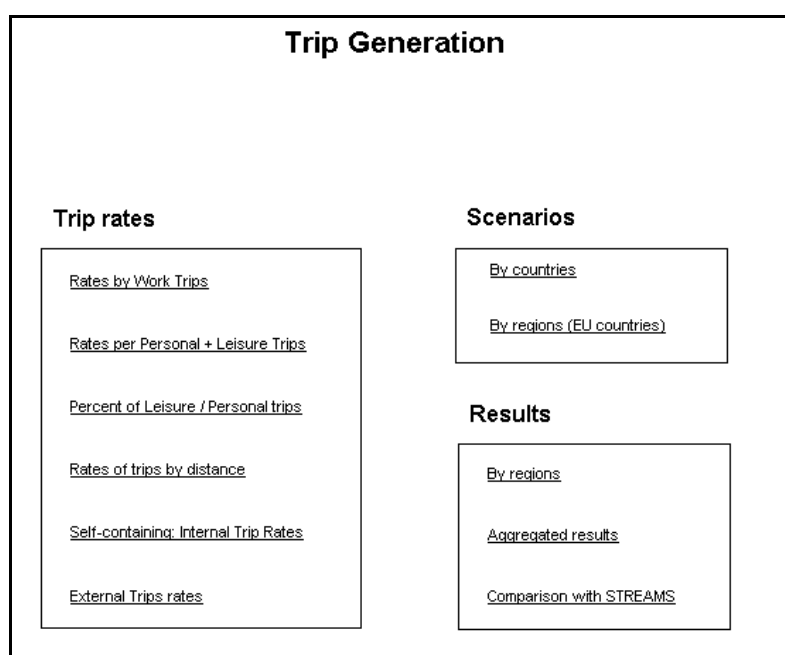 Trip Generation
Trip rates
Rates by Work Trips
Rates per Personal + Leisure Trips
Percent of Leisure / Personal trips
Rates of trips by distance
Self-containing: Internal Trip Rates
External Trips rates
Scenarios
By countries
By regions (EU countries)
Results
By regions
Aggregated results
Comparison with STREAMS